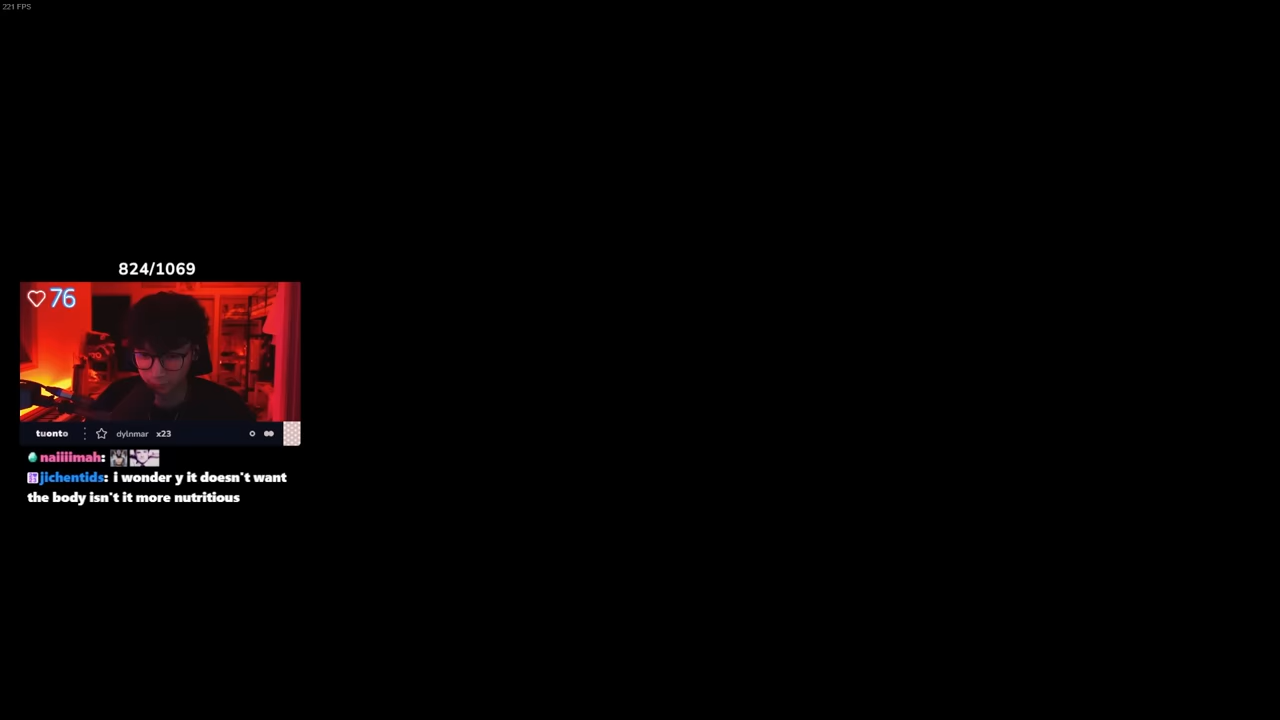 221 FPS
824/1069
76
tuonto dylnmar x23
naiiiimah:
jichentids: i wonder y it doesn't want
the body isn't it more nutritious